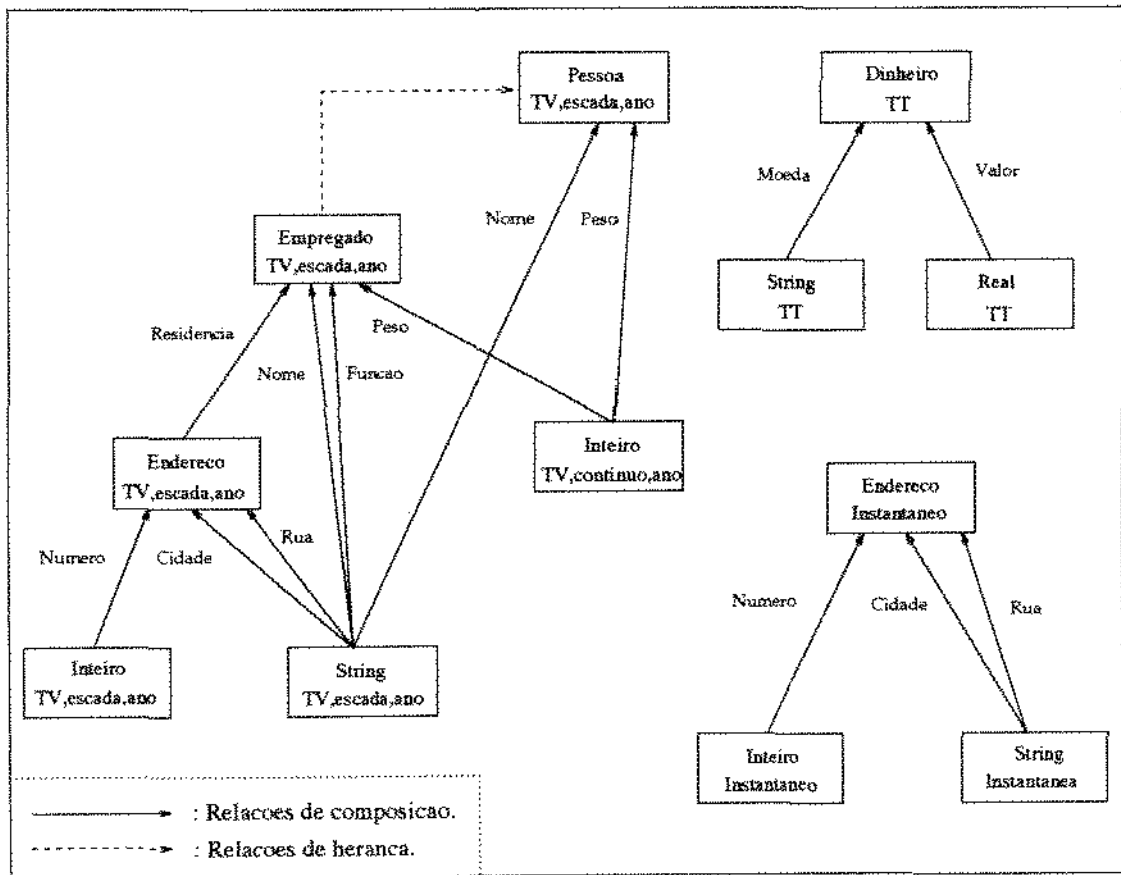 Pessoa
TV,escada,ano
Dinheiro
TT
Moeda
Valor
Nome
Peso
Empregado
TV,escada,ano
String
TT
Real
TT
Residencia
Peso
Nome
Funcao
Endereco
TV,escada,ano
Inteiro
TV,continuo,ano
Endereco
Instantaneo
Numero
Cidade
Rua
Numero
Cidade
Rua
Inteiro
TV,escada,ano
String
TV,escada,ano
Inteiro
Instantaneo
String
Instantanea
: Relacoes de composicao.
: Relacoes de heranca.